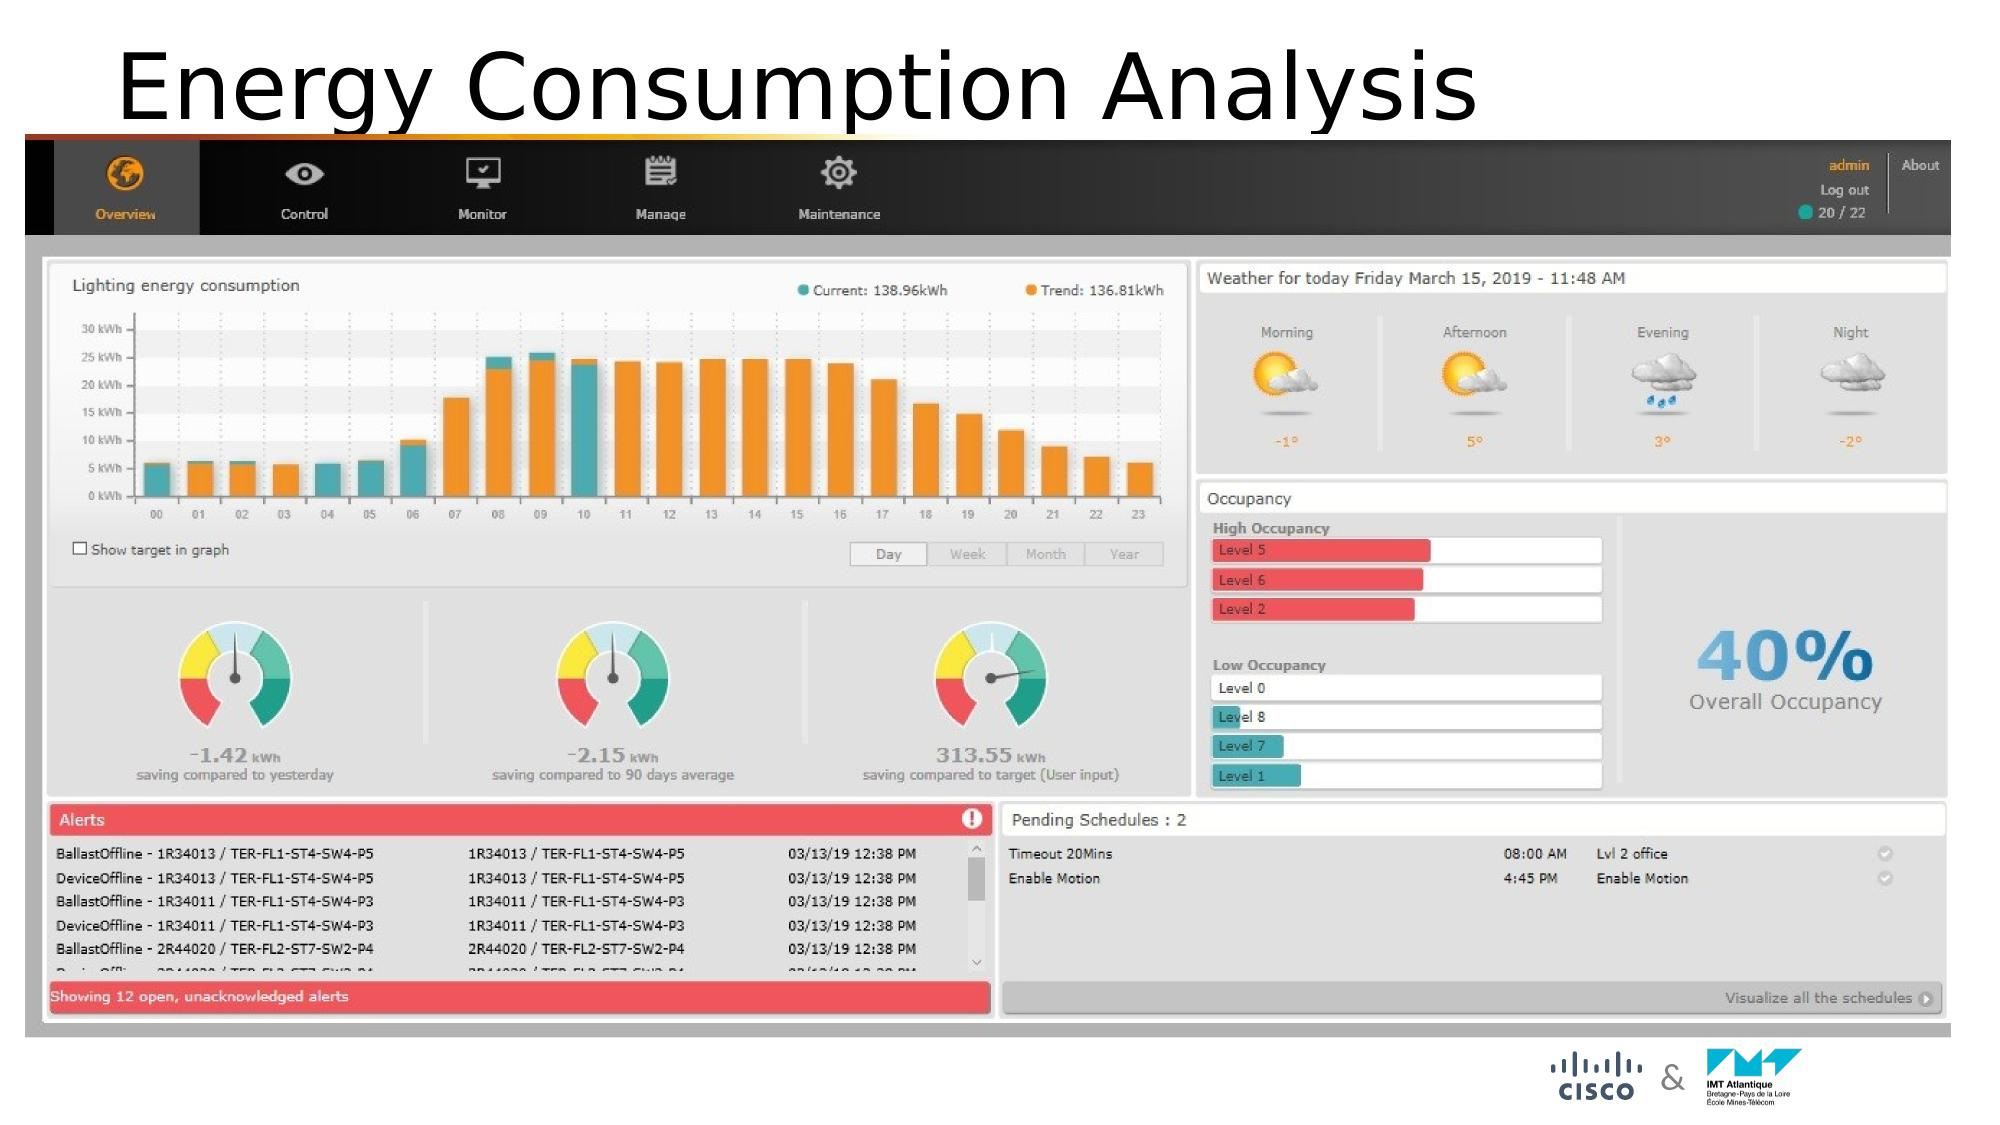 Energy Consumption Analysis
Overview
Control
Monitor
Manage
Maintenance
admin
About
Log out
20 / 22
Lighting energy consumption
Current: 138.96kWh
Trend: 136.81kWh
30 kWh
25 kWh
20 kWh
15 kWh
10 kWh
5 kWh
0 kWh
00 01 02 03 04 05 06 07 08 09 10 11 12 13 14 15 16 17 18 19 20 21 22 23
Show target in graph
Day Week Month Year
-1.42 kWh
saving compared to yesterday
-2.15 kWh
saving compared to 90 days average
313.55 kWh
saving compared to target (User input)
Weather for today Friday March 15, 2019 - 11:48 AM
Morning Afternoon Evening Night
-1° 5° 3° -2°
Occupancy
High Occupancy
Level 5
Level 6
Level 2
Low Occupancy
Level 0
Level 8
Level 7
Level 1
40%
Overall Occupancy
Alerts
BallastOffline - 1R34013 / TER-FL1-ST4-SW4-P5 1R34013 / TER-FL1-ST4-SW4-P5 03/13/19 12:38 PM
DeviceOffline - 1R34013 / TER-FL1-ST4-SW4-P5 1R34013 / TER-FL1-ST4-SW4-P5 03/13/19 12:38 PM
BallastOffline - 1R34011 / TER-FL1-ST4-SW4-P3 1R34011 / TER-FL1-ST4-SW4-P3 03/13/19 12:38 PM
DeviceOffline - 1R34011 / TER-FL1-ST4-SW4-P3 1R34011 / TER-FL1-ST4-SW4-P3 03/13/19 12:38 PM
BallastOffline - 2R44020 / TER-FL2-ST7-SW2-P4 2R44020 / TER-FL2-ST7-SW2-P4 03/13/19 12:38 PM
Showing 12 open, unacknowledged alerts
Pending Schedules : 2
Timeout 20Mins 08:00 AM Lvl 2 office
Enable Motion 4:45 PM Enable Motion
Visualize all the schedules
CISCO
&
IMT Atlantique
Bretagne-Pays de la Loire
École Mines-Télécom